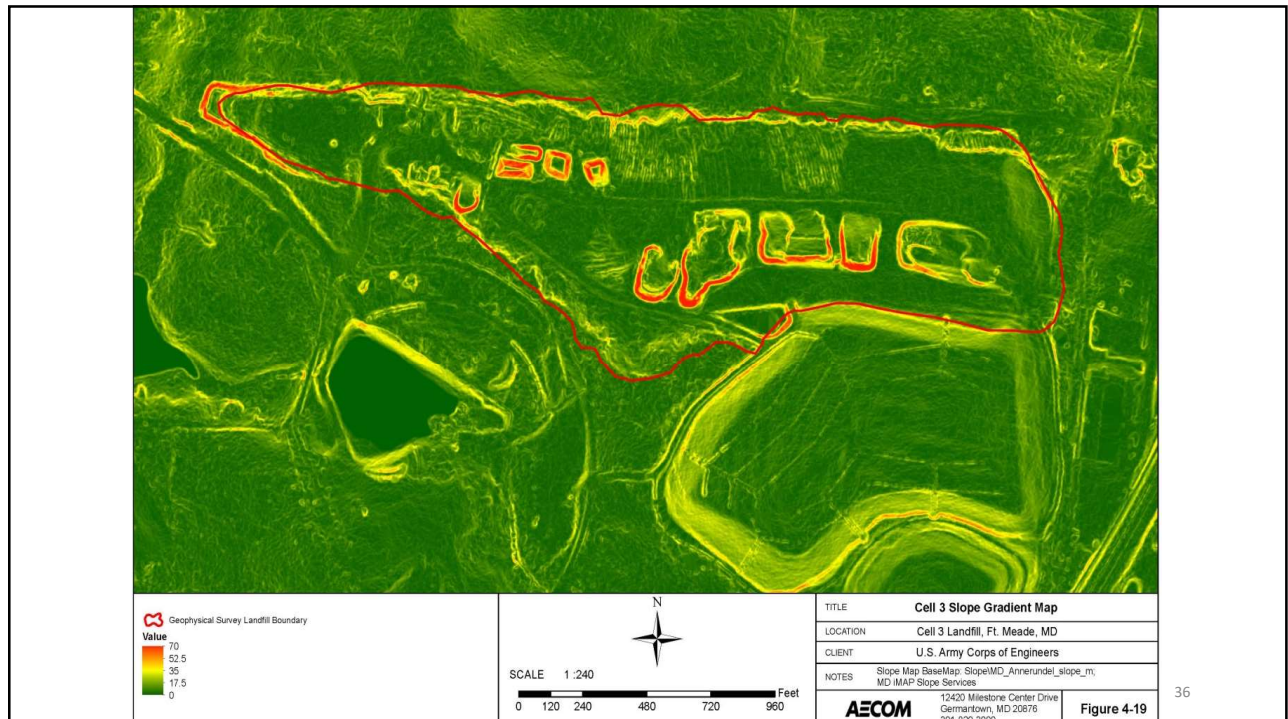 Geophysical Survey Landfill Boundary
Value
70
52.5
35
17.5
0
N
SCALE 1 :240
Feet
0 120 240 480 720 960
TITLE Cell 3 Slope Gradient Map
LOCATION Cell 3 Landfill, Ft. Meade, MD
CLIENT U.S. Army Corps of Engineers
NOTES Slope Map BaseMap: Slope\MD_Annerundel_slope_m;
MD iMAP Slope Services
AECOM
12420 Milestone Center Drive
Germantown, MD 20876
Figure 4-19
36